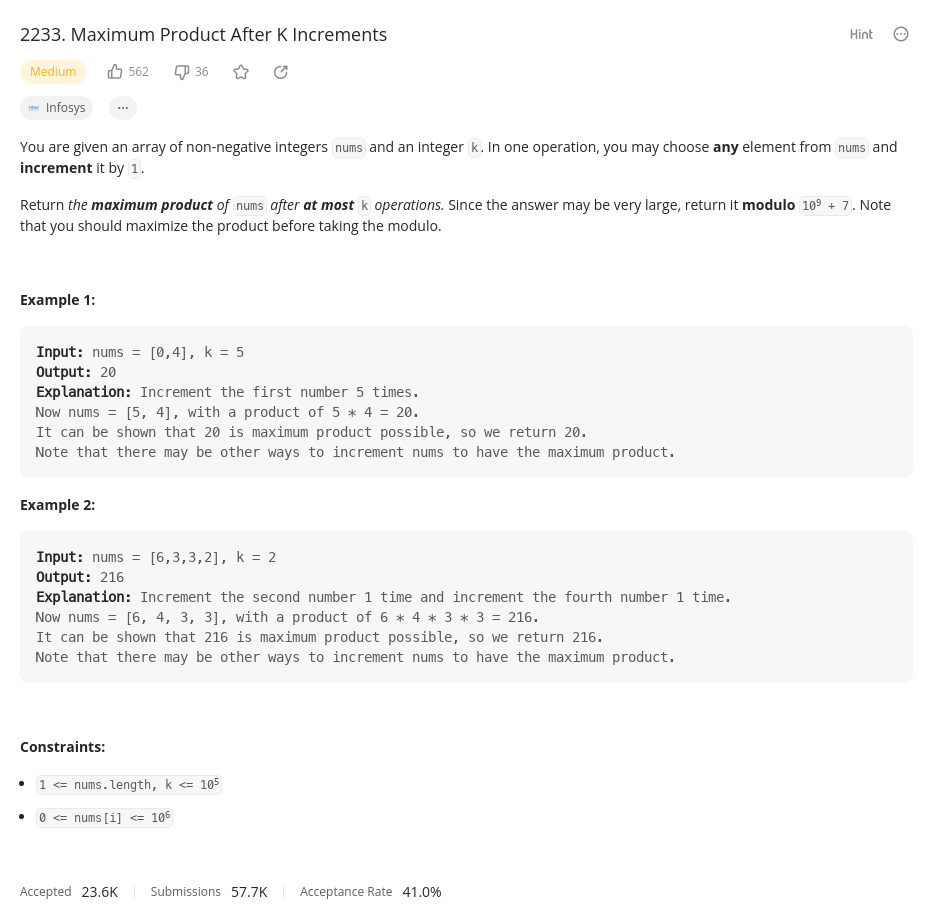 2233. Maximum Product After K Increments
Hint
Medium
562
36
Infosys
...
You are given an array of non-negative integers nums and an integer k. In one operation, you may choose any element from nums and
increment it by 1.
Return the maximum product of nums after at most k operations. Since the answer may be very large, return it modulo 10⁹ + 7. Note
that you should maximize the product before taking the modulo.
Example 1:
Input: nums = [0,4], k = 5
Output: 20
Explanation: Increment the first number 5 times.
Now nums = [5, 4], with a product of 5 * 4 = 20.
It can be shown that 20 is maximum product possible, so we return 20.
Note that there may be other ways to increment nums to have the maximum product.
Example 2:
Input: nums = [6,3,3,2], k = 2
Output: 216
Explanation: Increment the second number 1 time and increment the fourth number 1 time.
Now nums = [6, 4, 3, 3], with a product of 6 * 4 * 3 * 3 = 216.
It can be shown that 216 is maximum product possible, so we return 216.
Note that there may be other ways to increment nums to have the maximum product.
Constraints:
• 1 <= nums.length, k <= 10⁵
• 0 <= nums[i] <= 10⁶
Accepted 23.6K Submissions 57.7K Acceptance Rate 41.0%